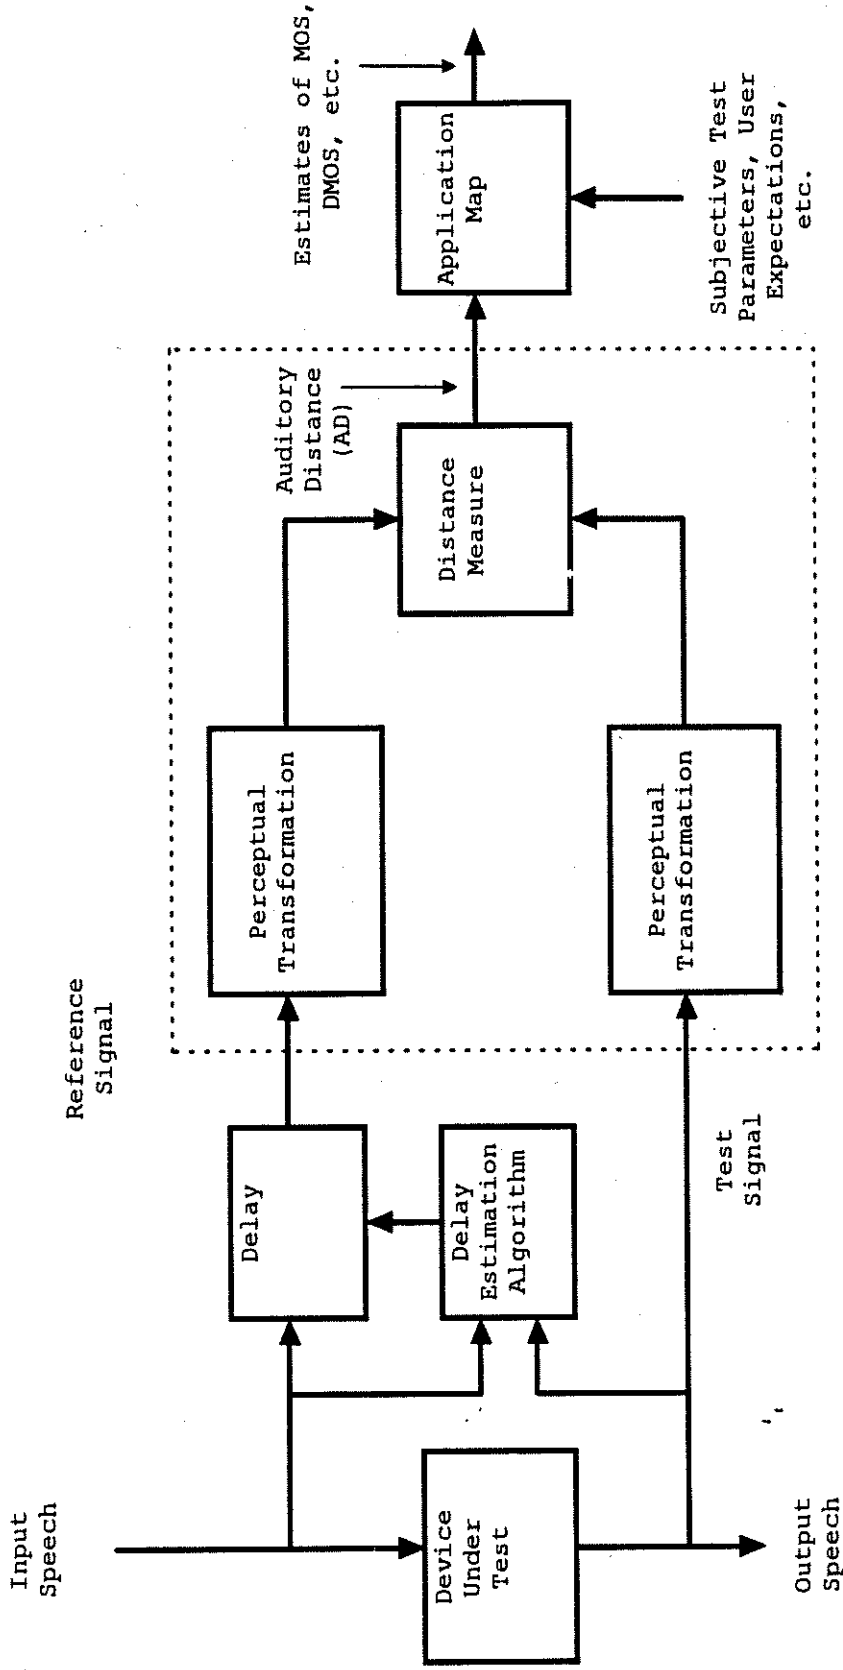 Input
Speech
Device
Under
Test
Output
Speech
Delay
Delay
Estimation
Algorithm
Reference
Signal
Test
Signal
Perceptual
Transformation
Perceptual
Transformation
Auditory
Distance
(AD)
Distance
Measure
Estimates of MOS,
DMOS, etc.
Application
Map
Subjective Test
Parameters, User
Expectations,
etc.